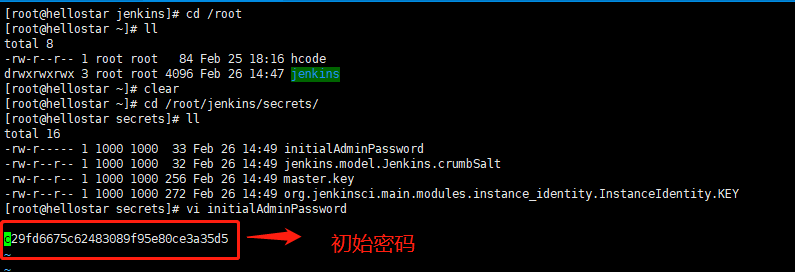 [root@hellostar jenkins]# cd /root
[root@hellostar ~]# ll
total 8
-rw-r--r-- 1 root root   84 Feb 25 18:16 hcode
drwxrwxrwx 3 root root 4096 Feb 26 14:47 jenkins
[root@hellostar ~]# clear
[root@hellostar ~]# cd /root/jenkins/secrets/
[root@hellostar secrets]# ll
total 16
-rw-r----- 1 1000 1000  33 Feb 26 14:49 initialAdminPassword
-rw-r--r-- 1 1000 1000  32 Feb 26 14:49 jenkins.model.Jenkins.crumbSalt
-rw-r--r-- 1 1000 1000 256 Feb 26 14:49 master.key
-rw-r--r-- 1 1000 1000 272 Feb 26 14:49 org.jenkinsci.main.modules.instance_identity.InstanceIdentity.KEY
[root@hellostar secrets]# vi initialAdminPassword
c29fd6675c62483089f95e80ce3a35d5 初始密码
~
~